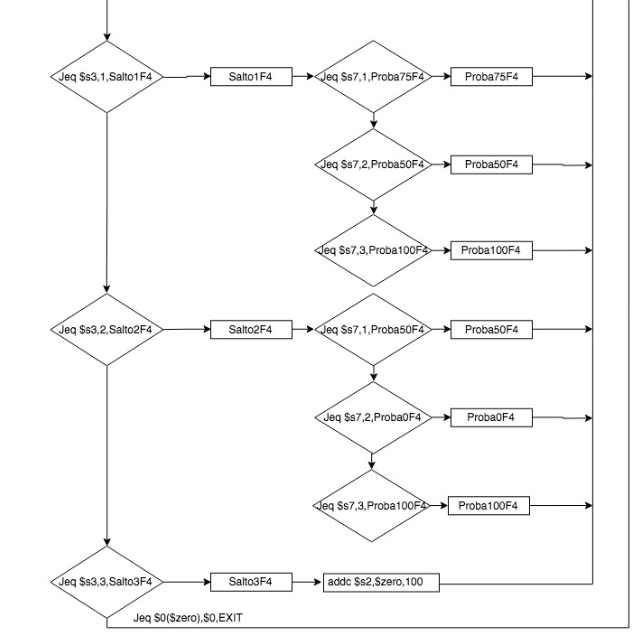 Jeq $s3,1,Salto1F4
Salto1F4
Jeq $s7,1,Proba75F4
Proba75F4
Jeq $s7,2,Proba50F4
Proba50F4
Jeq $s7,3,Proba100F4
Proba100F4
Jeq $s3,2,Salto2F4
Salto2F4
Jeq $s7,1,Proba50F4
Proba50F4
Jeq $s7,2,Proba0F4
Proba0F4
Jeq $s7,3,Proba100F4
Proba100F4
Jeq $s3,3,Salto3F4
Salto3F4
addc $s2,$zero,100
Jeq $0($zero),$0,EXIT